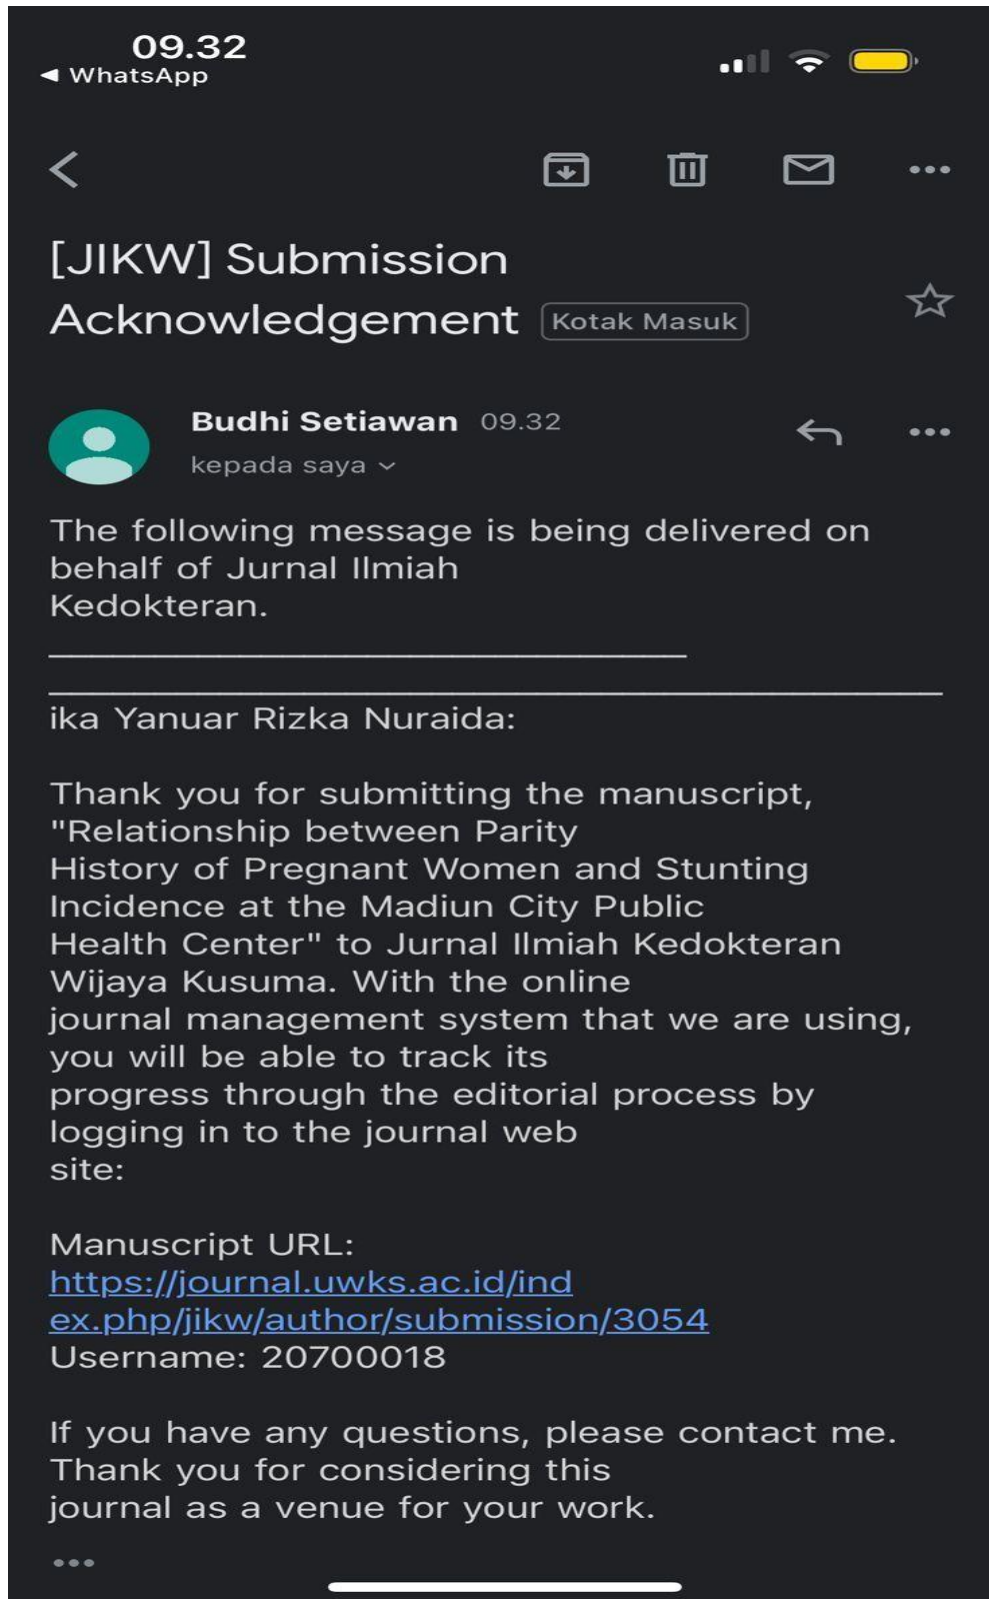 09.32
◀ WhatsApp
[JIKW] Submission
Acknowledgement Kotak Masuk
Budhi Setiawan 09.32
kepada saya
The following message is being delivered on
behalf of Jurnal Ilmiah
Kedokteran.
ika Yanuar Rizka Nuraida:
Thank you for submitting the manuscript,
"Relationship between Parity
History of Pregnant Women and Stunting
Incidence at the Madiun City Public
Health Center" to Jurnal Ilmiah Kedokteran
Wijaya Kusuma. With the online
journal management system that we are using,
you will be able to track its
progress through the editorial process by
logging in to the journal web
site:
Manuscript URL:
https://journal.uwks.ac.id/ind
ex.php/jikw/author/submission/3054
Username: 20700018
If you have any questions, please contact me.
Thank you for considering this
journal as a venue for your work.